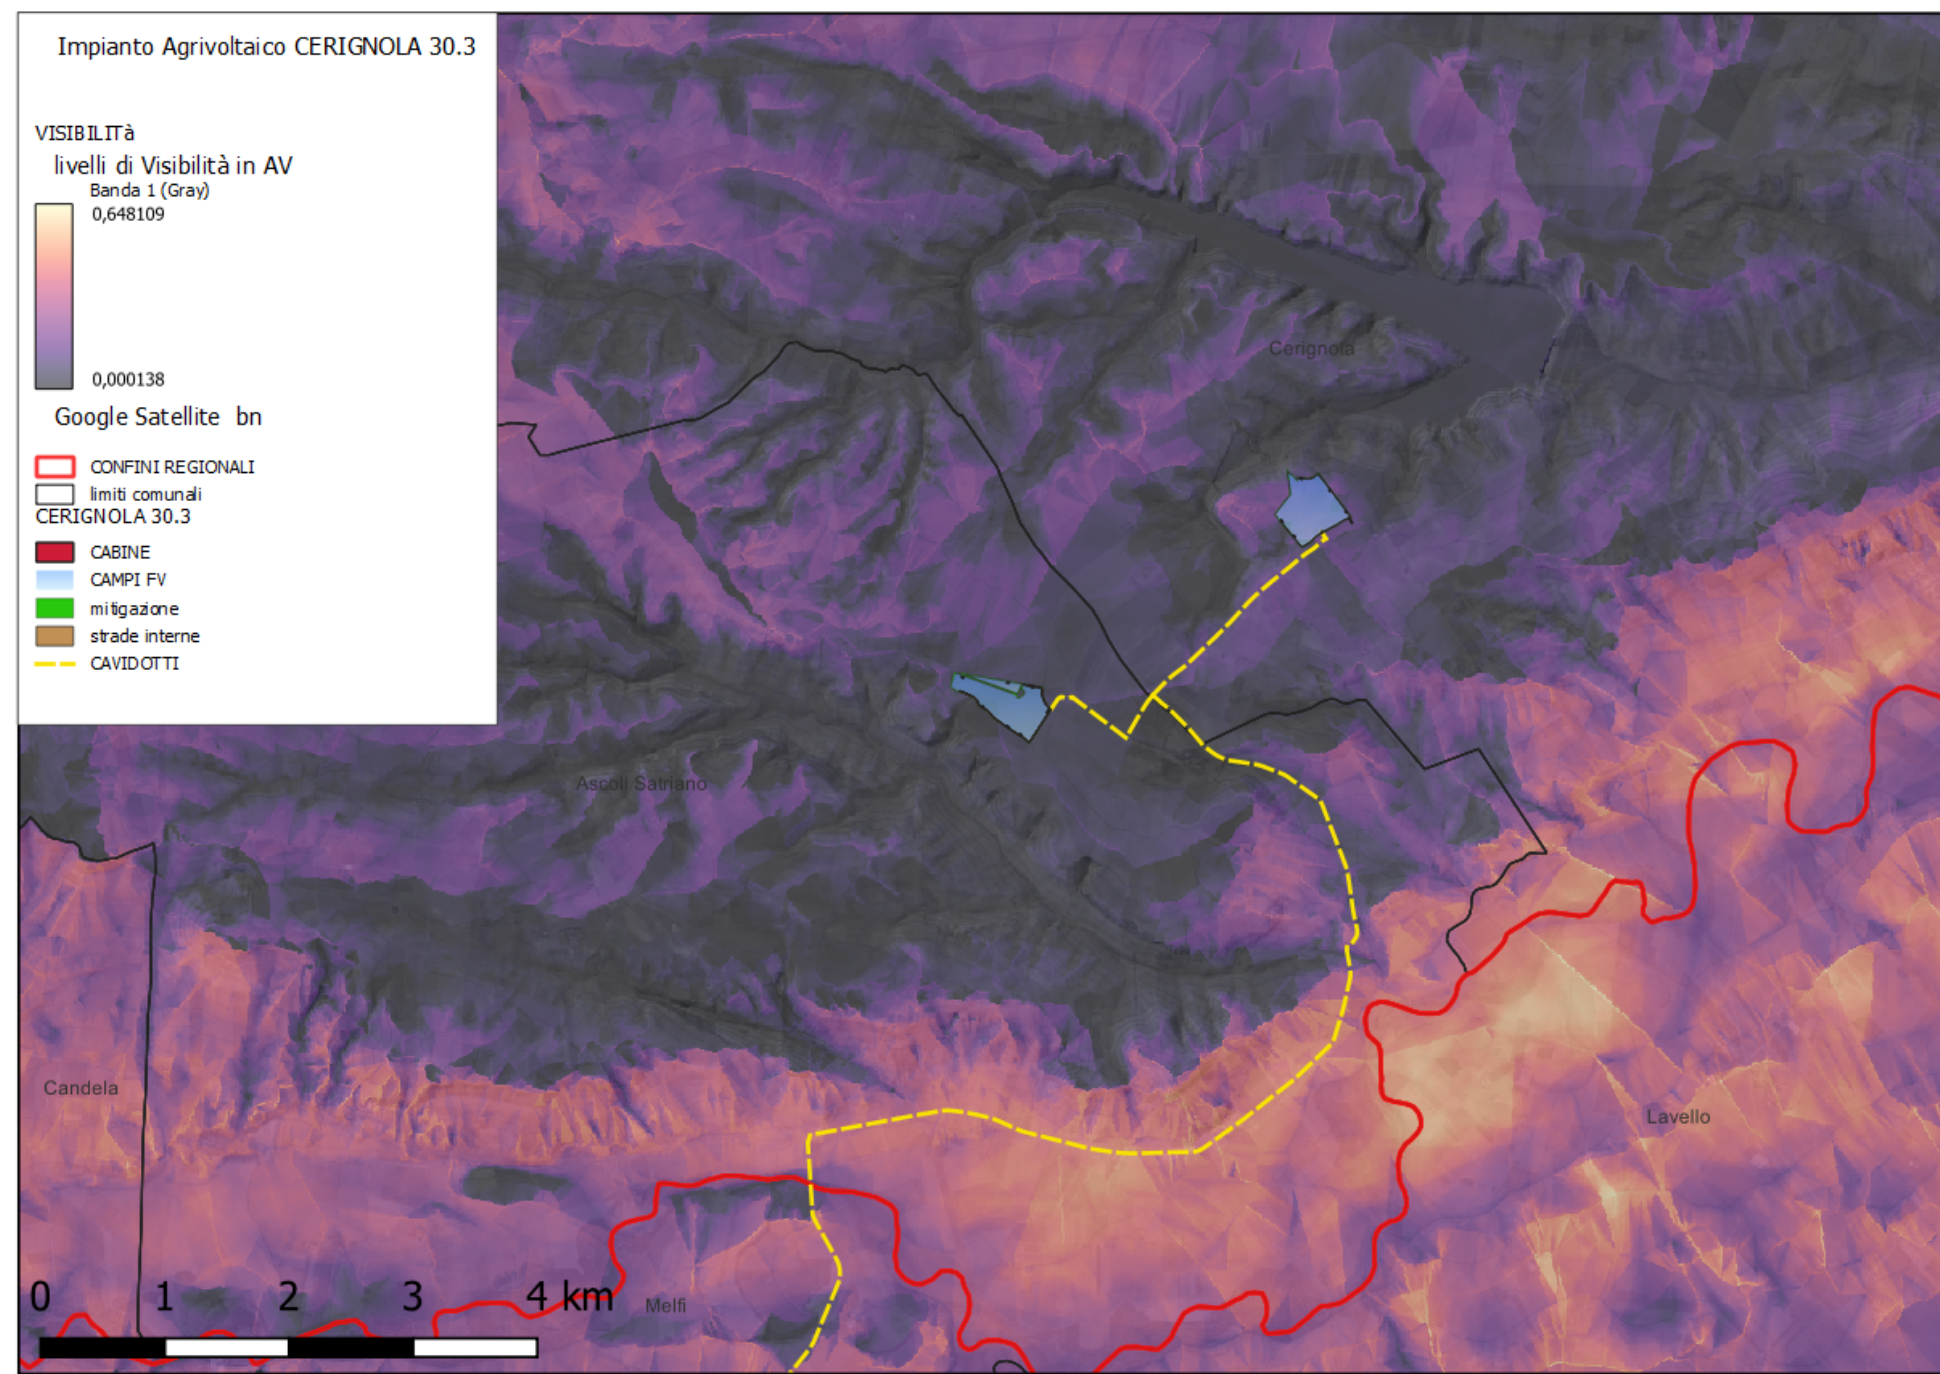 Impianto Agrivoltaico CERIGNOLA 30.3
VISIBILITà
livelli di Visibilità in AV
Banda 1 (Gray)
0,648109
0,000138
Google Satellite bn
CONFINI REGIONALI
limiti comunali
CERIGNOLA 30.3
CABINE
CAMPI FV
mitigazione
strade interne
CAVIDOTTI
Cerignola
Ascoli Satriano
Candela
Lavello
Melfi
0 1 2 3 4 km